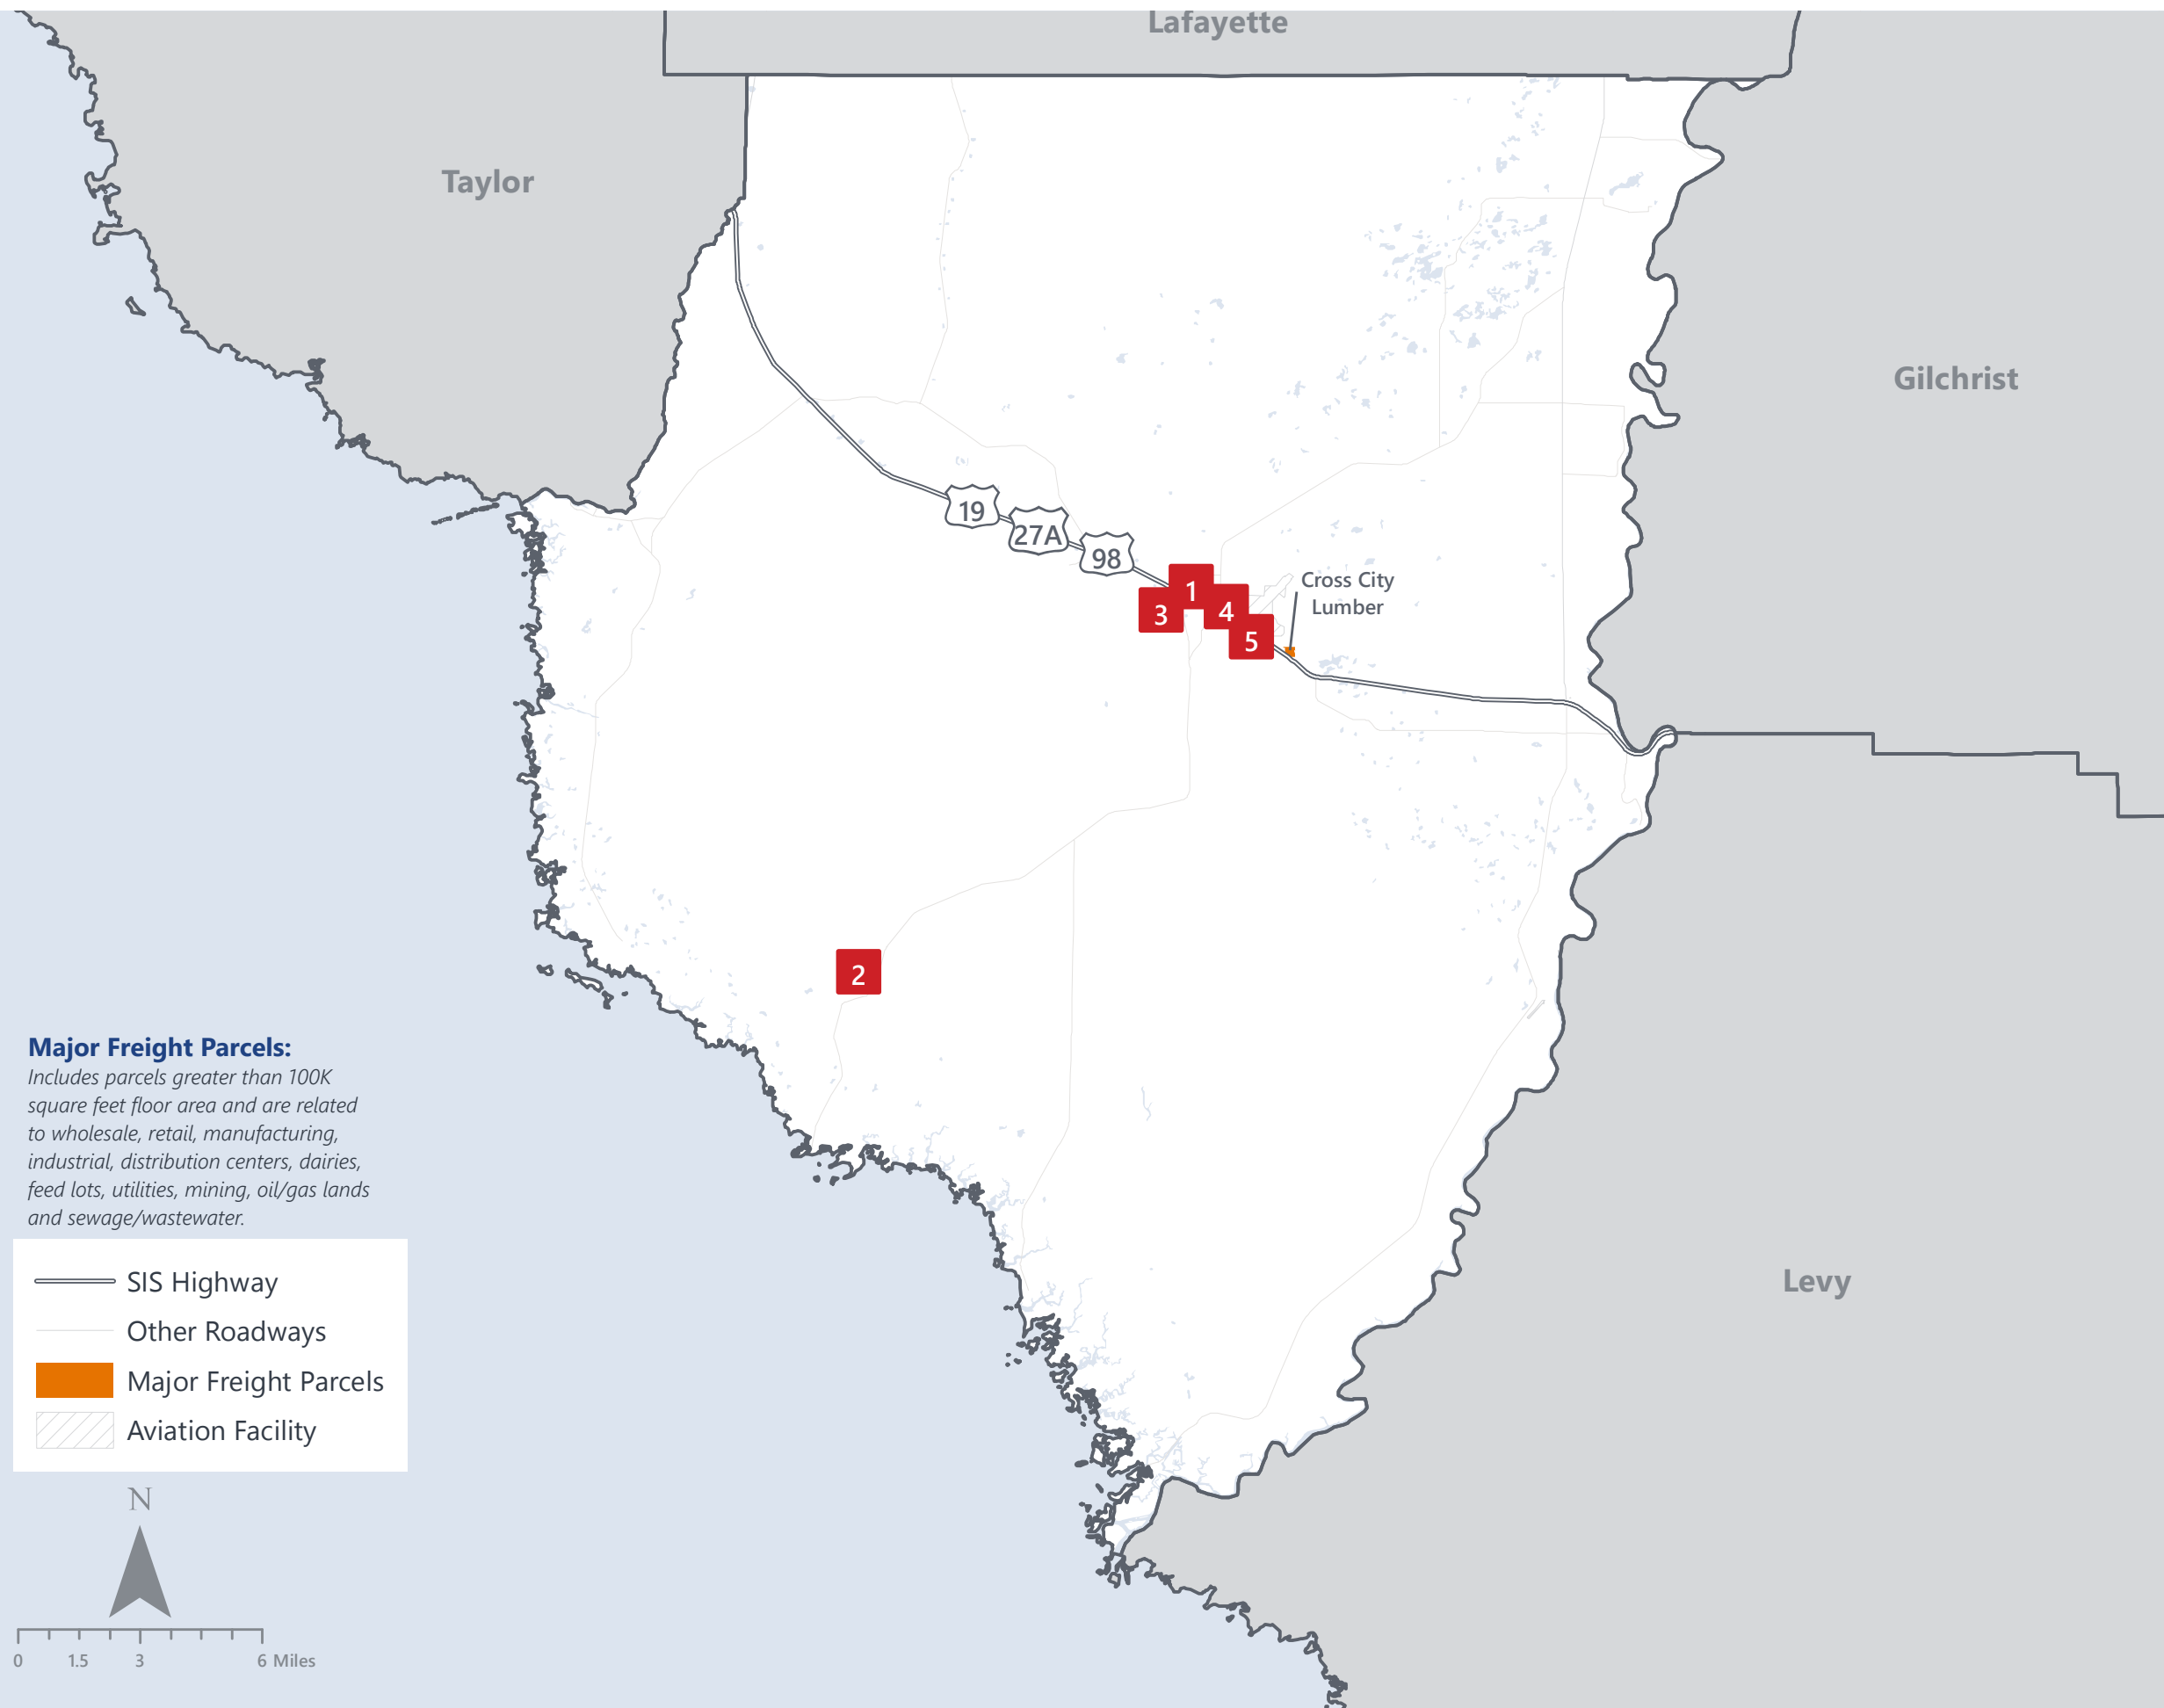 Lafayette
Taylor
Gilchrist
19
27A
98
1
3
4
5
Cross City
Lumber
2
Levy
Major Freight Parcels:
Includes parcels greater than 100K
square feet floor area and are related
to wholesale, retail, manufacturing,
industrial, distribution centers, dairies,
feed lots, utilities, mining, oil/gas lands
and sewage/wastewater.
SIS Highway
Other Roadways
Major Freight Parcels
Aviation Facility
N
0 1.5 3 6 Miles